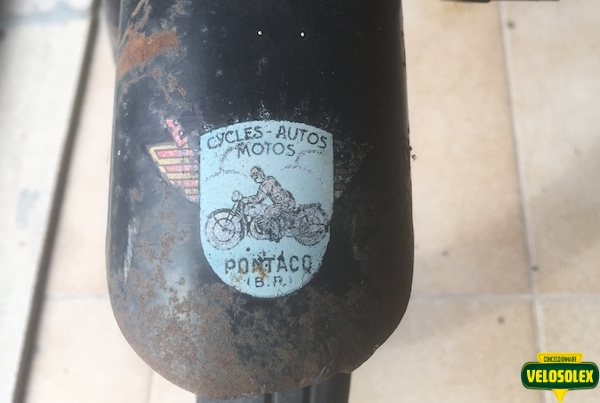 CYCLES - AUTOS
MOTOS
PONTACQ
(B.P.)
CONCESSIONNAIRE
VELOSOLEX